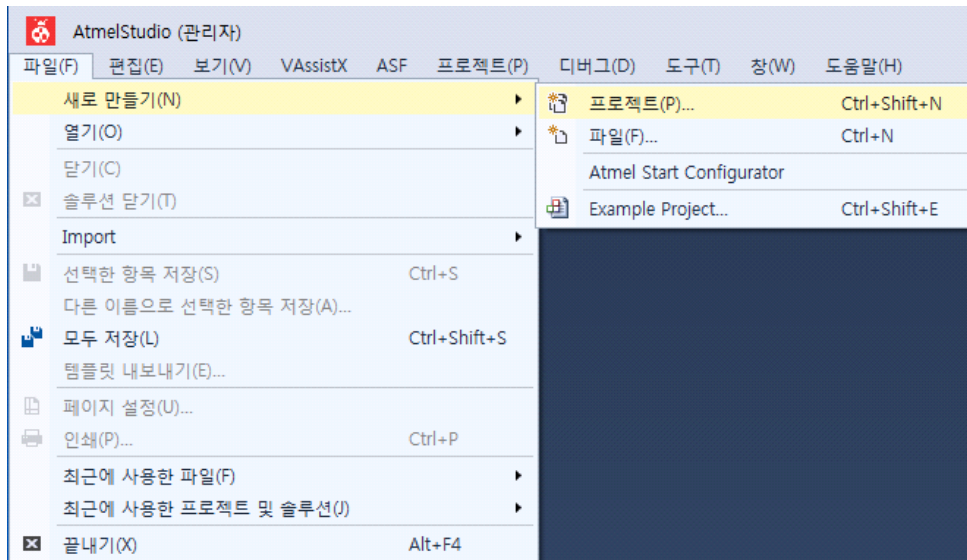 AtmelStudio (관리자)
파일(F) 편집(E) 보기(V) VAssistX ASF 프로젝트(P) 디버그(D) 도구(T) 창(W) 도움말(H)
새로 만들기(N)
열기(O)
닫기(C)
솔루션 닫기(T)
Import
선택한 항목 저장(S) Ctrl+S
다른 이름으로 선택한 항목 저장(A)...
모두 저장(L) Ctrl+Shift+S
템플릿 내보내기(E)...
페이지 설정(U)...
인쇄(P)... Ctrl+P
최근에 사용한 파일(F)
최근에 사용한 프로젝트 및 솔루션(J)
끝내기(X) Alt+F4
프로젝트(P)... Ctrl+Shift+N
파일(F)... Ctrl+N
Atmel Start Configurator
Example Project... Ctrl+Shift+E